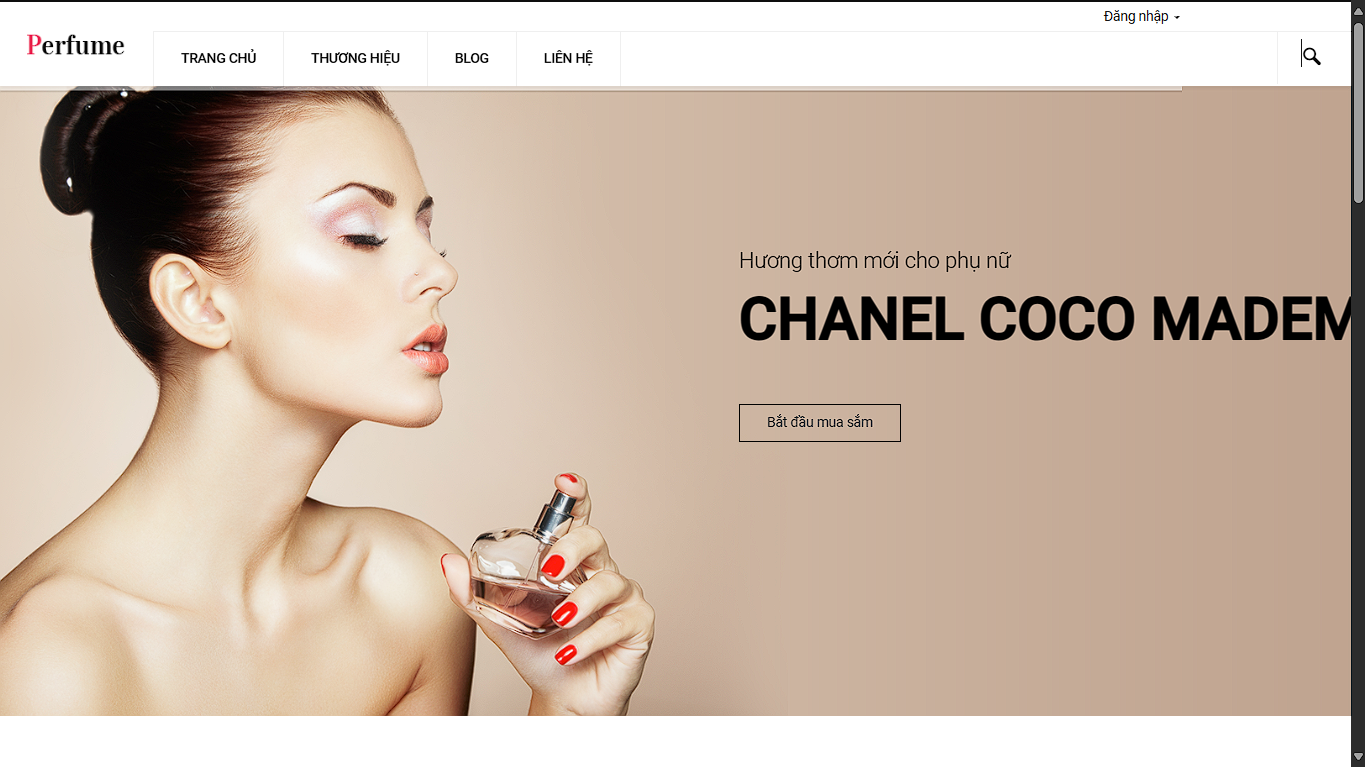 Đăng nhập
Perfume
TRANG CHỦ
THƯƠNG HIỆU
BLOG
LIÊN HỆ
Hương thơm mới cho phụ nữ
CHANEL COCO MADEM
Bắt đầu mua sắm